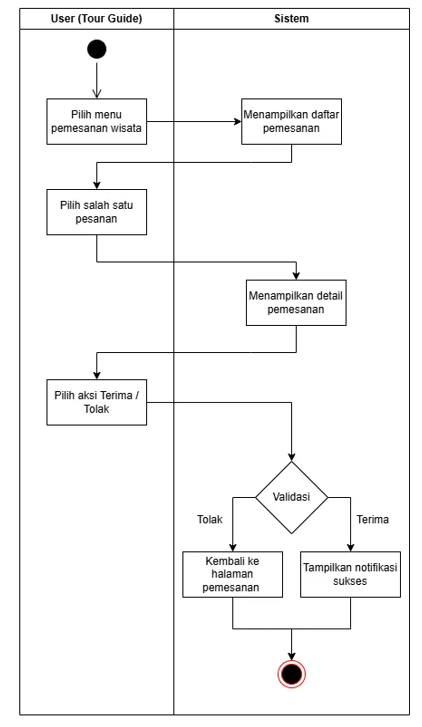 User (Tour Guide)
Sistem
Pilih menu
pemesanan wisata
Menampilkan daftar
pemesanan
Pilih salah satu
pesanan
Menampilkan detail
pemesanan
Pilih aksi Terima /
Tolak
Validasi
Tolak
Terima
Kembali ke
halaman
pemesanan
Tampilkan notifikasi
sukses